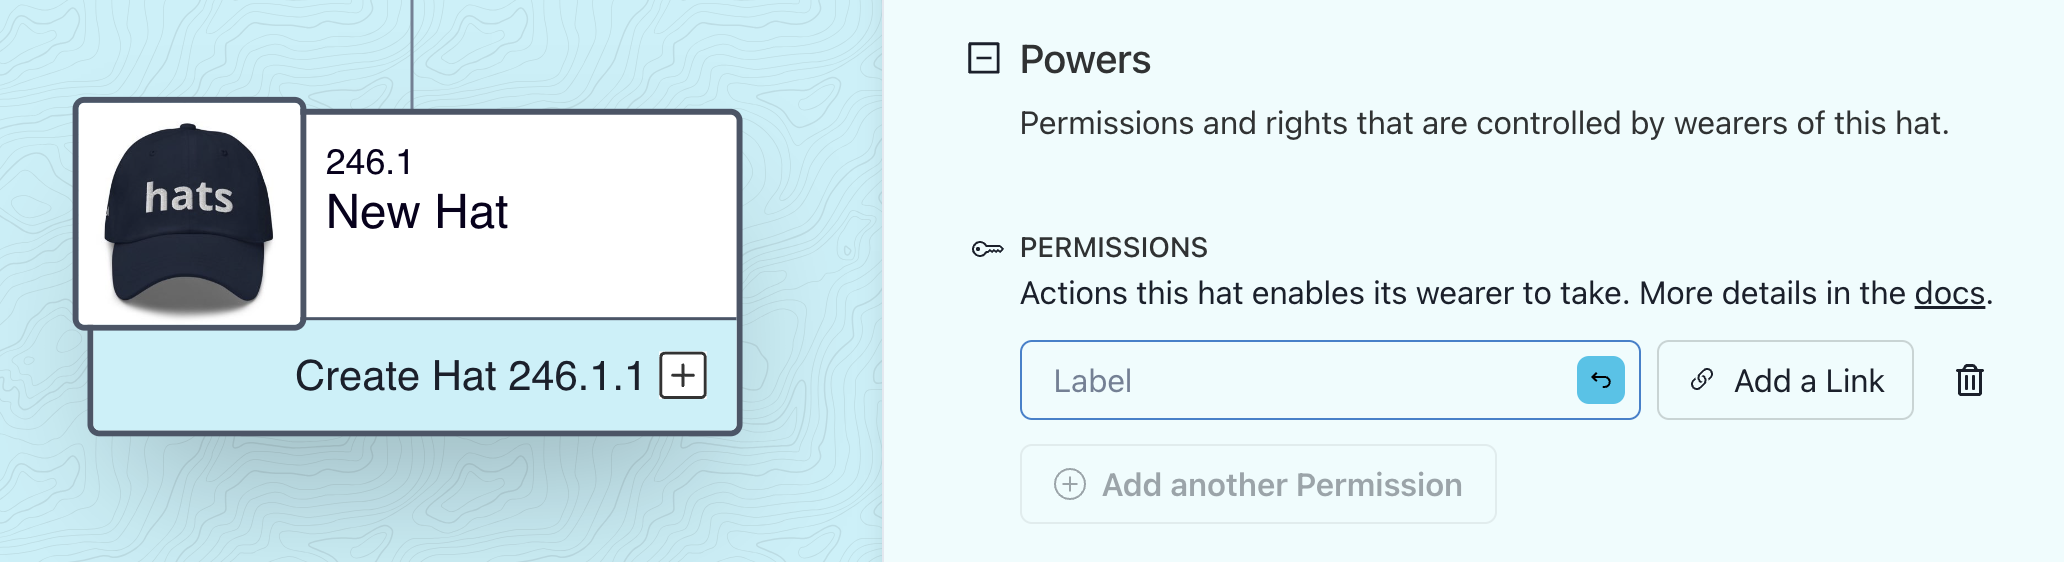 hats
246.1
New Hat
Create Hat 246.1.1
Powers
Permissions and rights that are controlled by wearers of this hat.
PERMISSIONS
Actions this hat enables its wearer to take. More details in the docs.
Label
Add a Link
Add another Permission